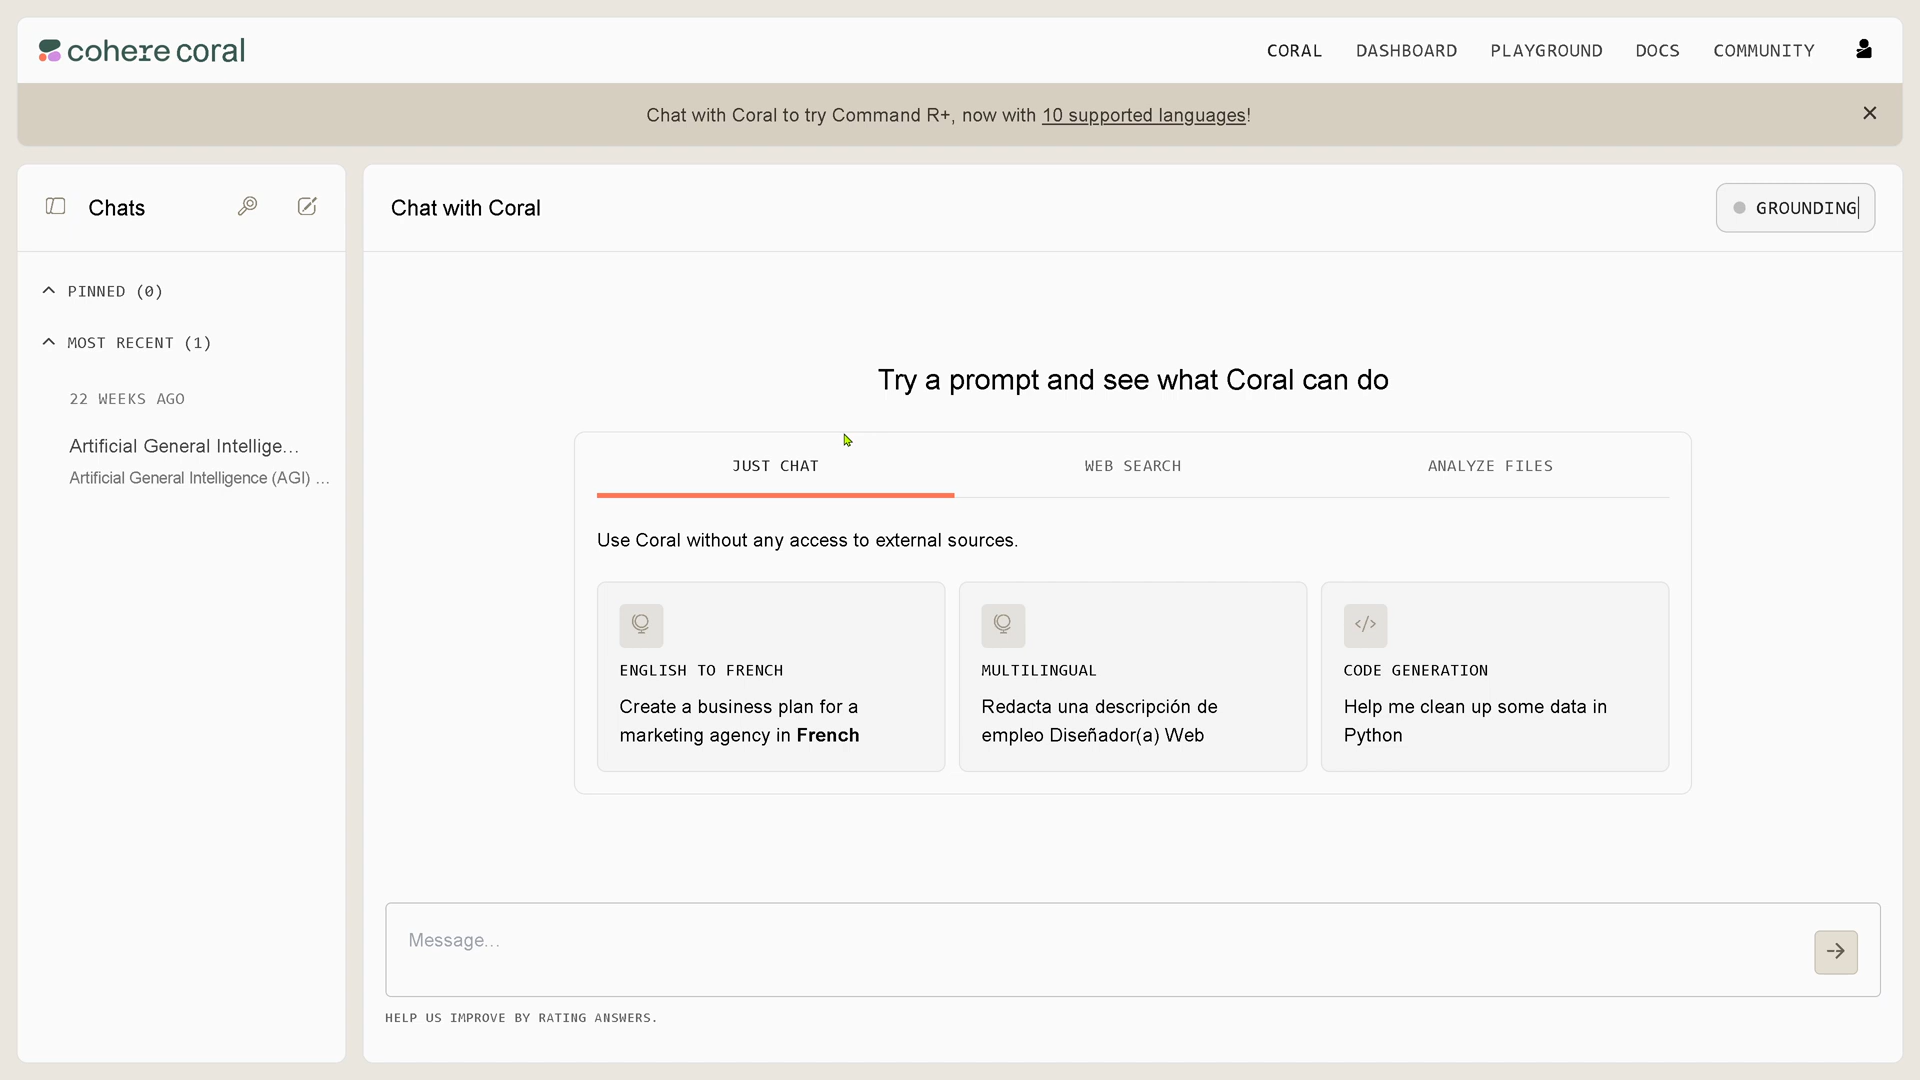 cohere coral
CORAL DASHBOARD PLAYGROUND DOCS COMMUNITY
Chat with Coral to try Command R+, now with 10 supported languages!
Chats
PINNED (0)
MOST RECENT (1)
22 WEEKS AGO
Artificial General Intellige...
Artificial General Intelligence (AGI) ...
Chat with Coral
GROUNDING
Try a prompt and see what Coral can do
JUST CHAT WEB SEARCH ANALYZE FILES
Use Coral without any access to external sources.
ENGLISH TO FRENCH
Create a business plan for a
marketing agency in French
MULTILINGUAL
Redacta una descripción de
empleo Diseñador(a) Web
CODE GENERATION
Help me clean up some data in
Python
Message...
HELP US IMPROVE BY RATING ANSWERS.